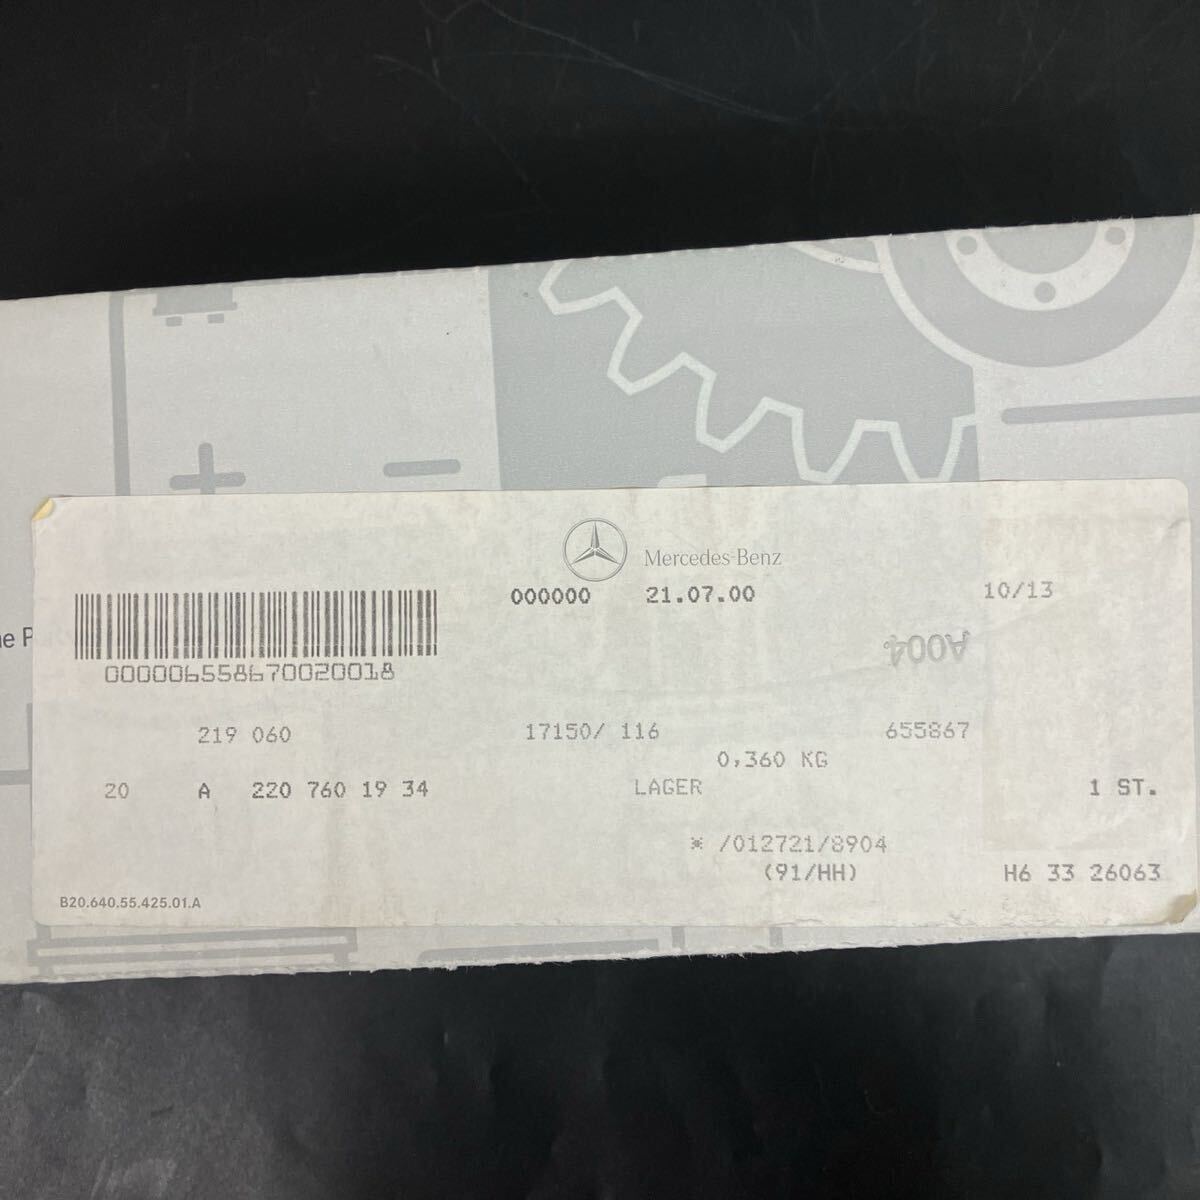 Mercedes-Benz
000000 21.07.00 10/13
A004
000006558670020018
219 060 17150/ 116 655867
0,360 KG
20 A 220 760 19 34 LAGER 1 ST.
* /012721/8904
(91/HH) H6 33 26063
B20.640.55.425.01.A